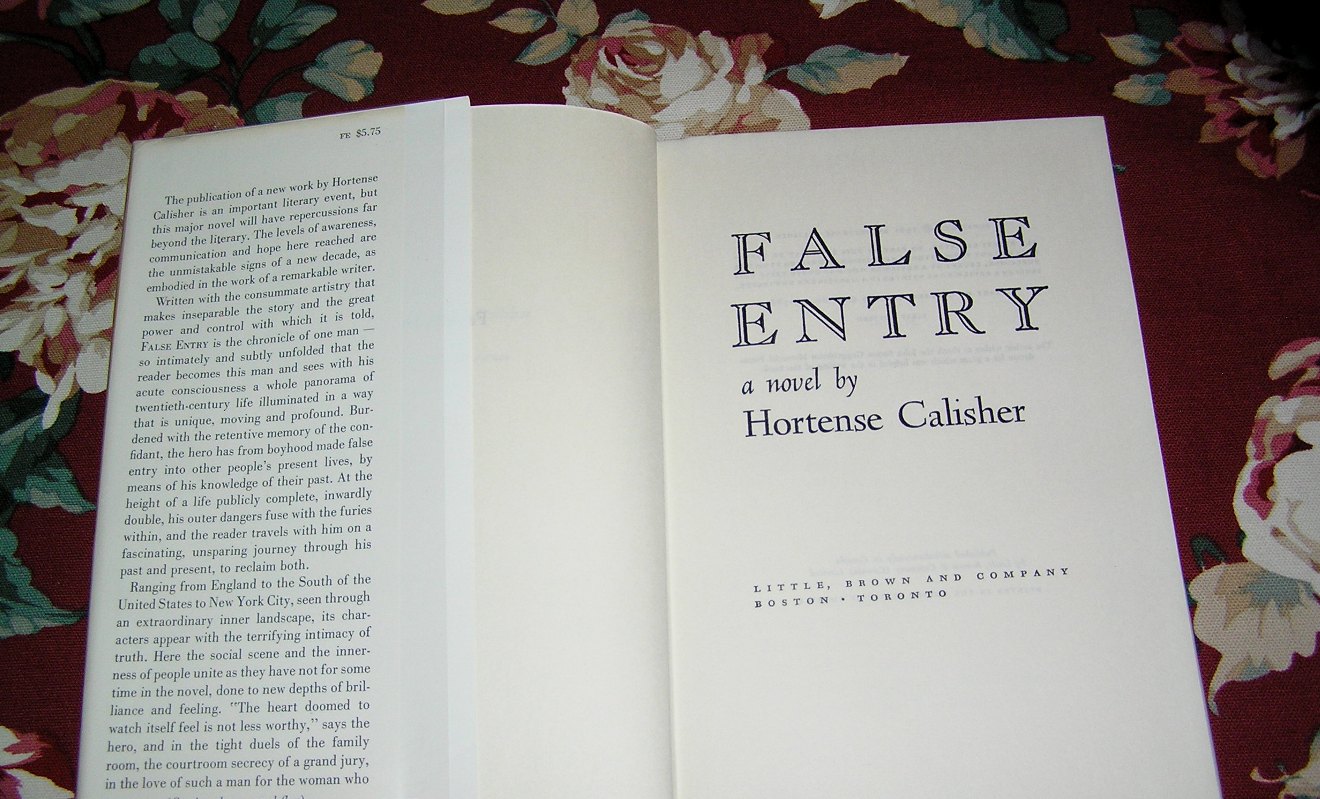 FE $5.75
The publication of a new work by Hortense
Calisher is an important literary event, but
this major novel will have repercussions far
beyond the literary. The levels of awareness,
communication and hope here reached are
the unmistakable signs of a new decade, as
embodied in the work of a remarkable writer.
Written with the consummate artistry that
makes inseparable the story and the great
power and control with which it is told,
FALSE ENTRY is the chronicle of one man —
so intimately and subtly unfolded that the
reader becomes this man and sees with his
acute consciousness a whole panorama of
twentieth-century life illuminated in a way
that is unique, moving and profound. Bur-
dened with the retentive memory of the con-
fidant, the hero has from boyhood made false
entry into other people's present lives, by
means of his knowledge of their past. At the
height of a life publicly complete, inwardly
double, his outer dangers fuse with the furies
within, and the reader travels with him on a
fascinating, unsparing journey through his
past and present, to reclaim both.
Ranging from England to the South of the
United States to New York City, seen through
an extraordinary inner landscape, its char-
acters appear with the terrifying intimacy of
truth. Here the social scene and the inner-
ness of people unite as they have not for some
time in the novel, done to new depths of bril-
liance and feeling. "The heart doomed to
watch itself feel is not less worthy," says the
hero, and in the tight duels of the family
room, the courtroom secrecy of a grand jury,
in the love of such a man for the woman who
FALSE
ENTRY
a novel by
Hortense Calisher
LITTLE, BROWN AND COMPANY
BOSTON • TORONTO